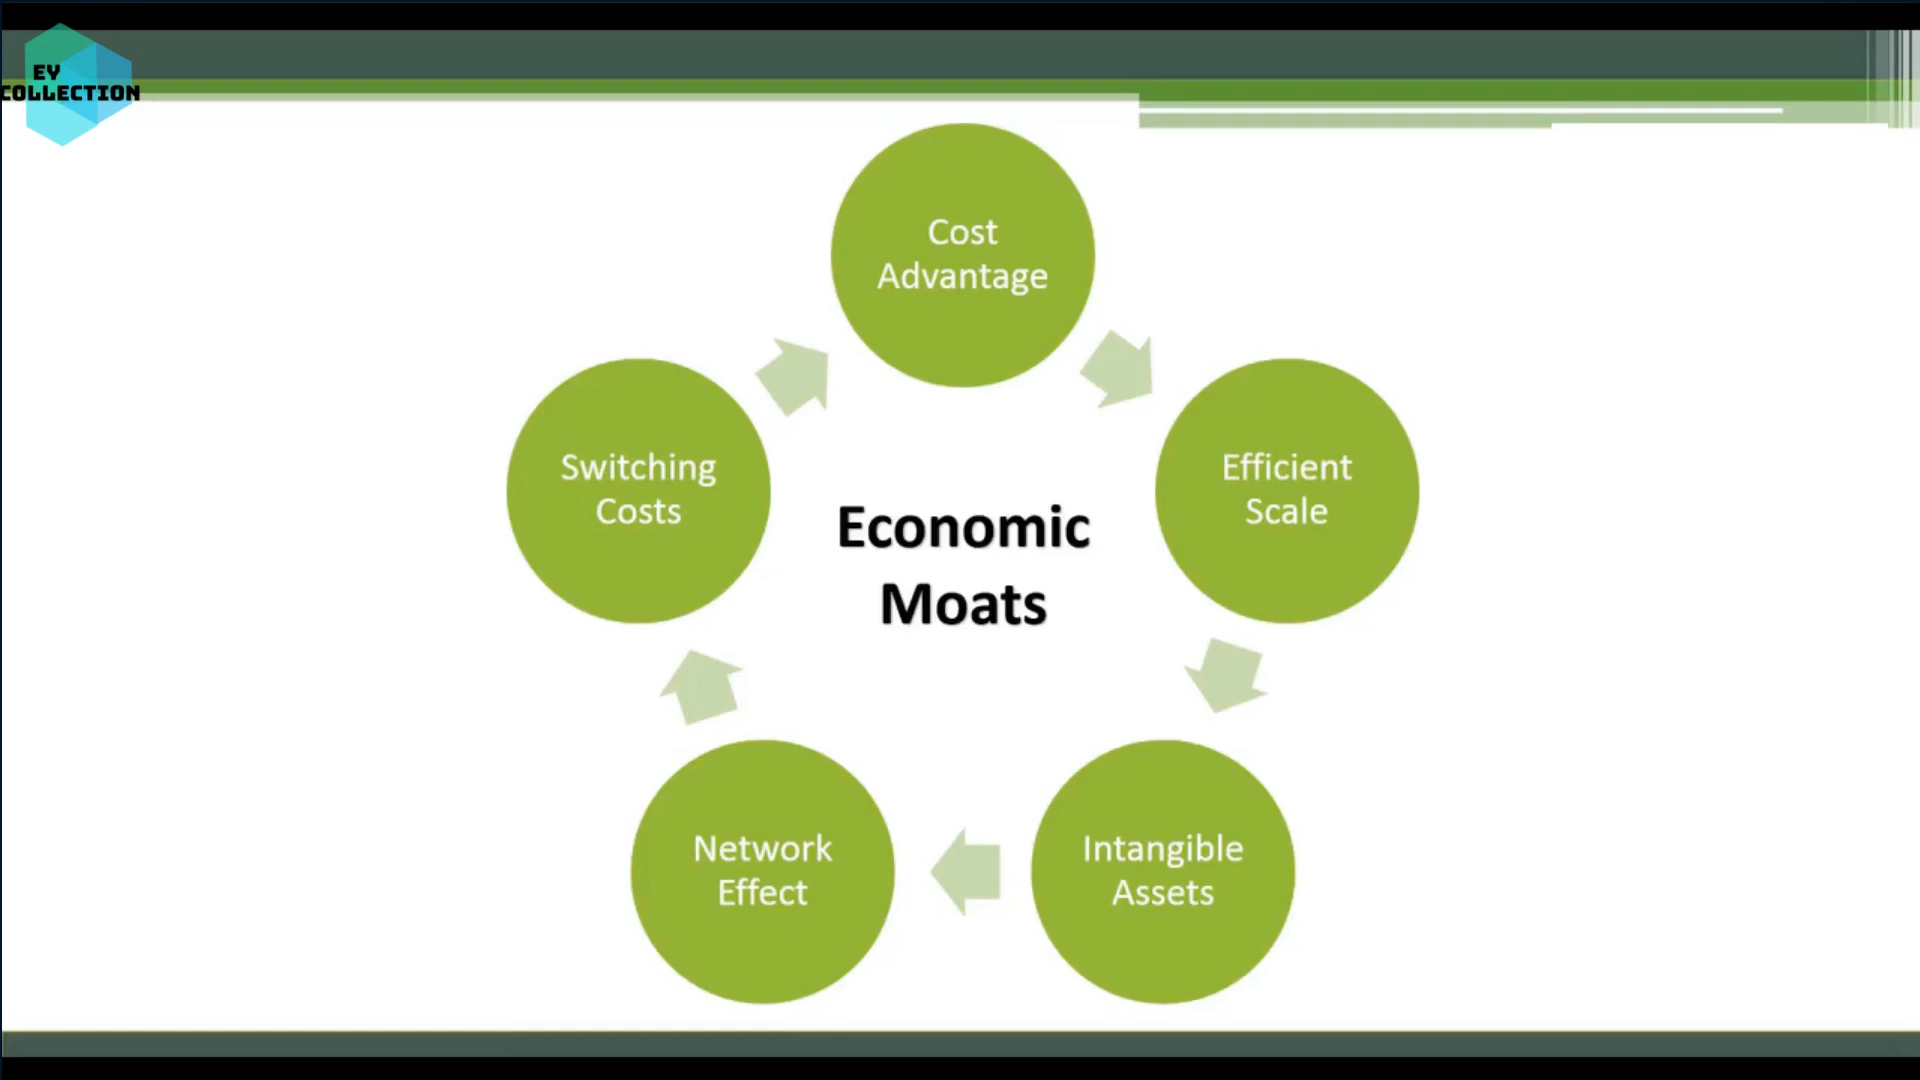 EY
COLLECTION
Cost
Advantage
Switching
Costs
Efficient
Scale
Economic
Moats
Network
Effect
Intangible
Assets